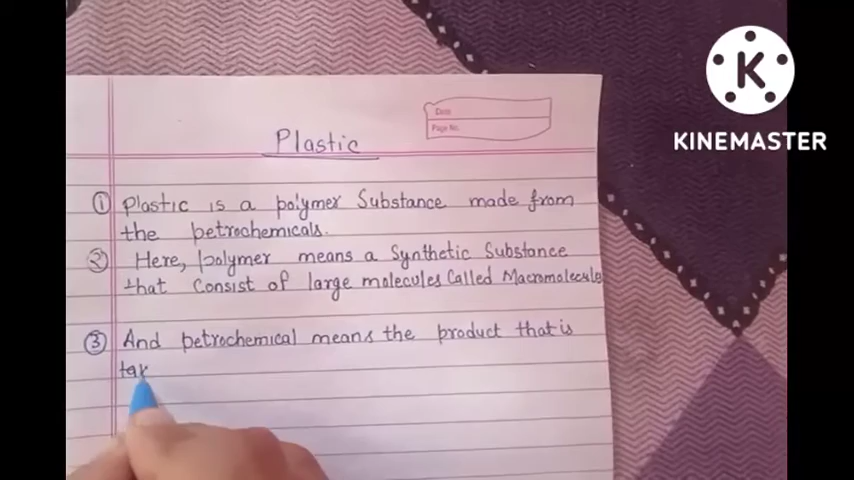 K
KINEMASTER
Date
Page No.
Plastic
① Plastic is a polymer Substance made from
the petrochemicals.
② Here, polymer means a Synthetic Substance
that Consist of large molecules Called Macromolecules
③ And petrochemical means the product that is
tak